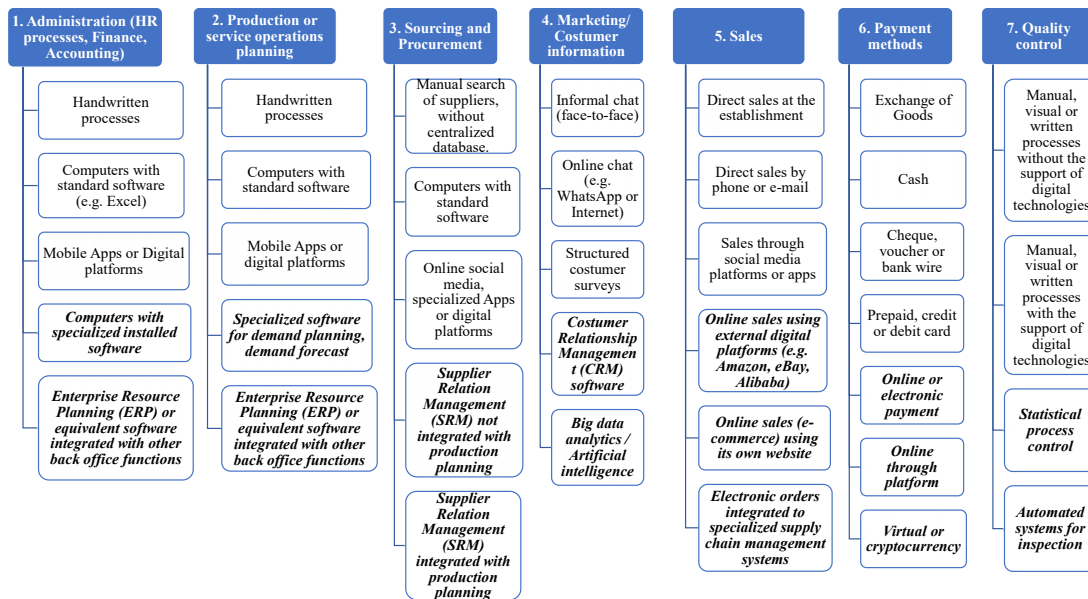 1. Administration (HR
processes, Finance,
Accounting)
Handwritten
processes
Computers with
standard software
(e.g. Excel)
Mobile Apps or Digital
platforms
Computers with
specialized installed
software
Enterprise Resource
Planning (ERP) or
equivalent software
integrated with other
back office functions
2. Production or
service operations
planning
Handwritten
processes
Computers with
standard software
Mobile Apps or
digital platforms
Specialized software
for demand planning,
demand forecast
Enterprise Resource
Planning (ERP) or
equivalent software
integrated with other
back office functions
3. Sourcing and
Procurement
Manual search
of suppliers,
without
centralized
database.
Computers with
standard
software
Online social
media,
specialized Apps
or digital
platforms
Supplier
Relation
Management
(SRM) not
integrated with
production
planning
Supplier
Relation
Management
(SRM)
integrated with
production
planning
4. Marketing/
Costumer
information
Informal chat
(face-to-face)
Online chat
(e.g.
WhatsApp or
Internet)
Structured
costumer
surveys
Costumer
Relationship
Managemen
t (CRM)
software
Big data
analytics /
Artificial
intelligence
5. Sales
Direct sales at the
establishment
Direct sales by
phone or e-mail
Sales through
social media
platforms or apps
Online sales using
external digital
platforms (e.g.
Amazon, eBay,
Alibaba)
Online sales (e-
commerce) using
its own website
Electronic orders
integrated to
specialized supply
chain management
systems
6. Payment
methods
Exchange of
Goods
Cash
Cheque,
voucher or
bank wire
Prepaid, credit
or debit card
Online or
electronic
payment
Online
through
platform
Virtual or
cryptocurrency
7. Quality
control
Manual,
visual or
written
processes
without the
support of
digital
technologies
Manual,
visual or
written
processes
with the
support of
digital
technologies
Statistical
process
control
Automated
systems for
inspection